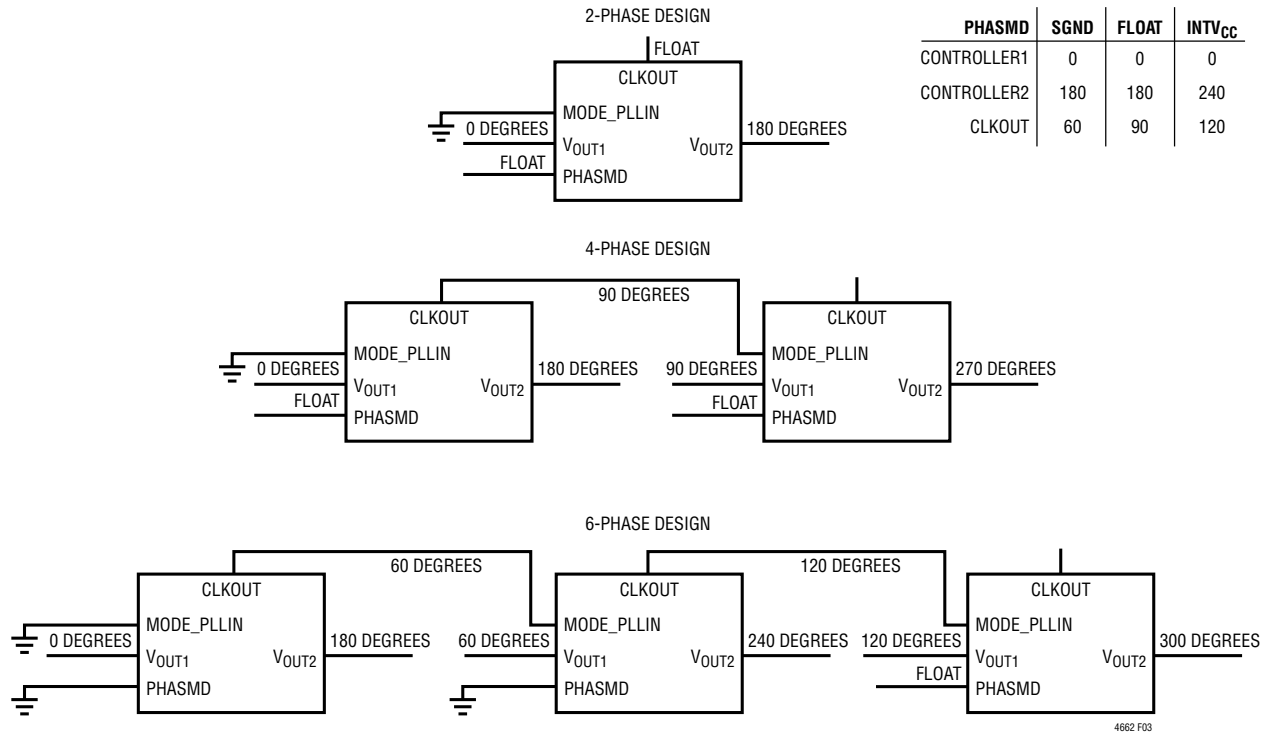 2-PHASE DESIGN
FLOAT
CLKOUT
MODE_PLLIN
0 DEGREES
VOUT1
VOUT2
180 DEGREES
FLOAT
PHASMD
PHASMD SGND FLOAT INTVCC
CONTROLLER1 0 0 0
CONTROLLER2 180 180 240
CLKOUT 60 90 120
4-PHASE DESIGN
90 DEGREES
CLKOUT
MODE_PLLIN
0 DEGREES
VOUT1
VOUT2
180 DEGREES
FLOAT
PHASMD
CLKOUT
MODE_PLLIN
90 DEGREES
VOUT1
VOUT2
270 DEGREES
FLOAT
PHASMD
6-PHASE DESIGN
60 DEGREES
120 DEGREES
CLKOUT
MODE_PLLIN
0 DEGREES
VOUT1
VOUT2
180 DEGREES
PHASMD
CLKOUT
MODE_PLLIN
60 DEGREES
VOUT1
VOUT2
240 DEGREES
PHASMD
CLKOUT
MODE_PLLIN
120 DEGREES
VOUT1
VOUT2
300 DEGREES
FLOAT
PHASMD
4662 F03